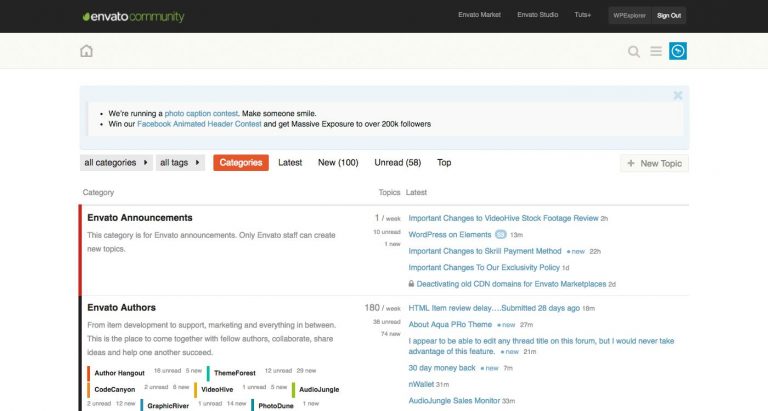 envato community
Envato Market Envato Studio Tuts+ WPExplorer Sign Out
We're running a photo caption contest. Make someone smile.
Win our Facebook Animated Header Contest and get Massive Exposure to over 200k followers
all categories all tags Categories Latest New (100) Unread (58) Top + New Topic
Category Topics Latest
Envato Announcements 1 / week Important Changes to VideoHive Stock Footage Review 2h
This category is for Envato announcements. Only Envato staff can create 10 unread WordPress on Elements 13m
new topics. 1 new Important Changes to Skrill Payment Method new 22h
Important Changes To Our Exclusivity Policy 1d
Deactivating old CDN domains for Envato Marketplaces 2d
Envato Authors 180 / week HTML Item review delay....Submitted 28 days ago 18m
From item development to support, marketing and everything in between. 38 unread About Aqua PRo Theme new 27m
This is the place to come together with fellow authors, collaborate, share 74 new I appear to be able to edit any thread title on this forum, but I would never take
ideas and help one another succeed. advantage of this feature. new 2m
Author Hangout 16 unread 5 new ThemeForest 12 unread 29 new 30 day money back new 7m
CodeCanyon 2 unread 6 new VideoHive 1 unread 5 new AudioJungle nWallet 31m
2 unread 12 new GraphicRiver 1 unread 10 new PhotoDune 1 new AudioJungle Sales Monitor 33m